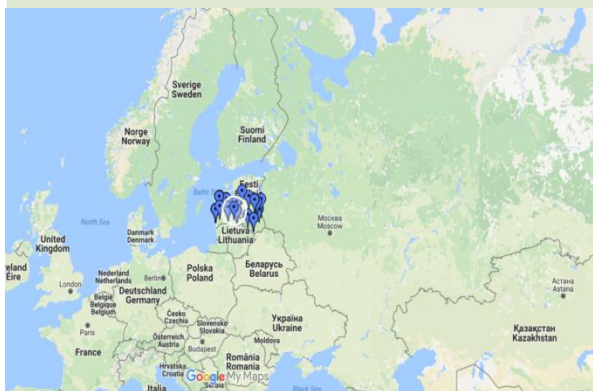 Sverige
Sweden
Norge
Norway
Suomi
Finland
Eesti
Baltic
North Sea
Lietuva
Lithuania
Москва
Moscow
United
Kingdom
Danmark
Denmark
Ireland
Éire
London
Nederland
Netherlands
Berlin
Polska
Poland
Беларусь
Belarus
Астана
Astana
België
Belgique
Belgien
Deutschland
Germany
Paris
Česko
Czechia
Україна
Ukraine
Slovensko
Slovakia
Қазақстан
Kazakhstan
Österreich
Austria
Budapest
Moldova
France
Hrvatska
Croatia
România
Romania
Google My Maps
Italia
Black Sea